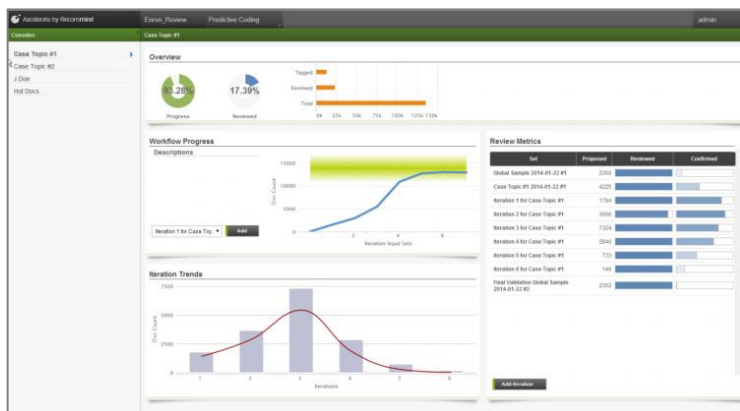 Axcelerate by Recommind
Enron_Review
Predictive Coding
admin
Consoles
Case Topic #1
Case Topic #1
Case Topic #2
J.Doe
Hot Docs
Overview
93.28%
Progress
17.39%
Reviewed
Tagged
Reviewed
Total
0k 25k 50k 75k 100k 125k 150k
Workflow Progress
Descriptions
Iteration 1 for Case Top
Add
Doc Count
15000
10000
5000
0
2 4 6 8
Iteration Input Sets
Review Metrics
Set Proposed Reviewed Confirmed
Global Sample 2014-01-22 #1
Case Topic #1 2014-01-22 #1 4225
Iteration 1 for Case Topic #1 1784
Iteration 2 for Case Topic #1
Iteration 3 for Case Topic #1 7324
Iteration 4 for Case Topic #1 2840
Iteration 5 for Case Topic #1 733
Iteration 6 for Case Topic #1 146
Final Validation Global Sample
2014-01-22 #2
Add iteration
Iteration Trends
Doc Count
7500
5000
2500
0
1 2 3 4 5 6
Iterations